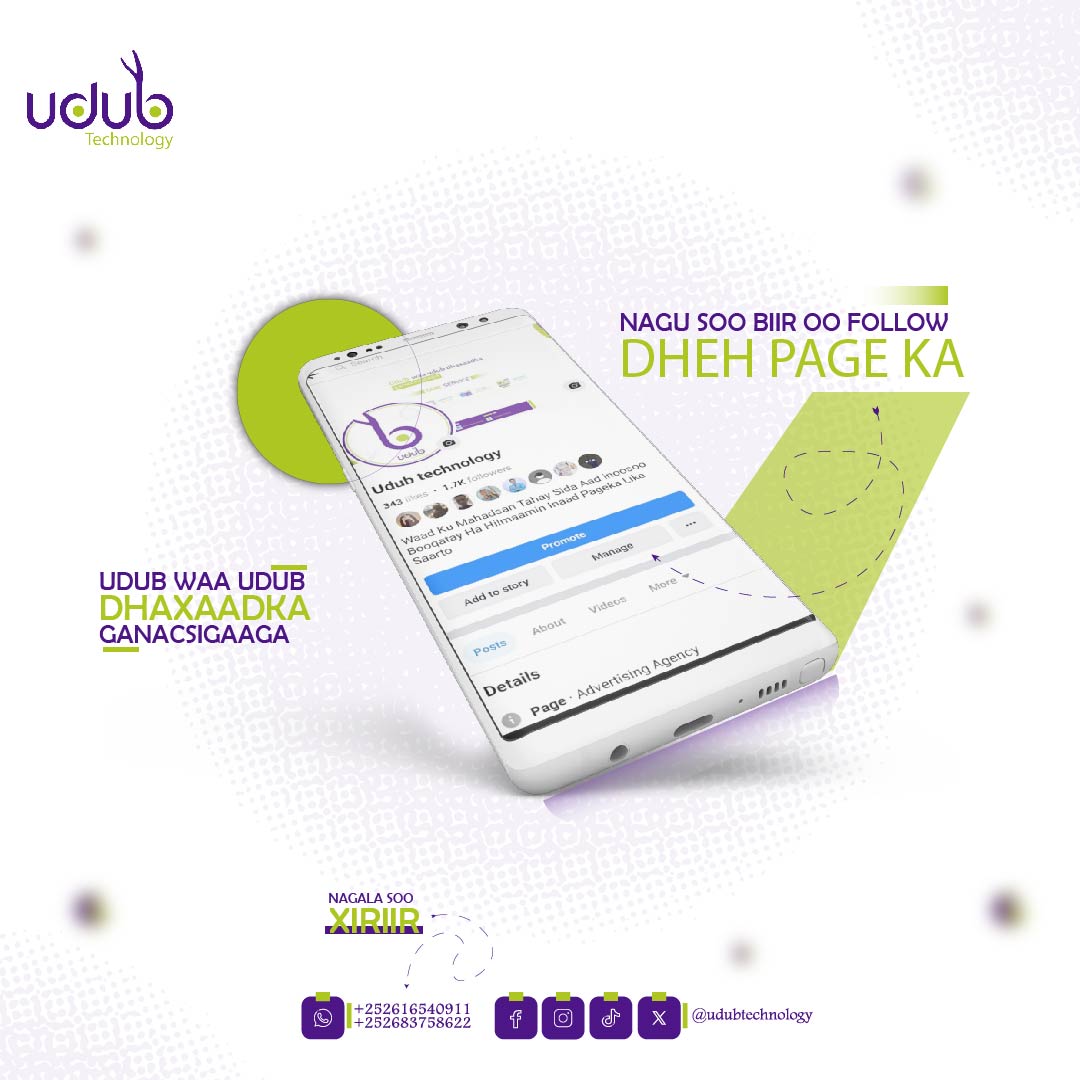 udub
Technology
NAGU SOO BIIR OO FOLLOW
DHEH PAGE KA
Search
Udub technology
343 likes · 1.7K followers
Waad Ku Mahadsan Tahay Sida Aad Inoosoo
Booqatay Ha Hilmaamin Inaad Pageka Like
Saarto
Promote
Add to story
Manage
Posts
About
Videos
More
Details
Page · Advertising Agency
UDUB WAA UDUB
DHAXAADKA
GANACSIGAAGA
NAGALA SOO
XIRIIR
+252616540911
+252683758622
@udubtechnology